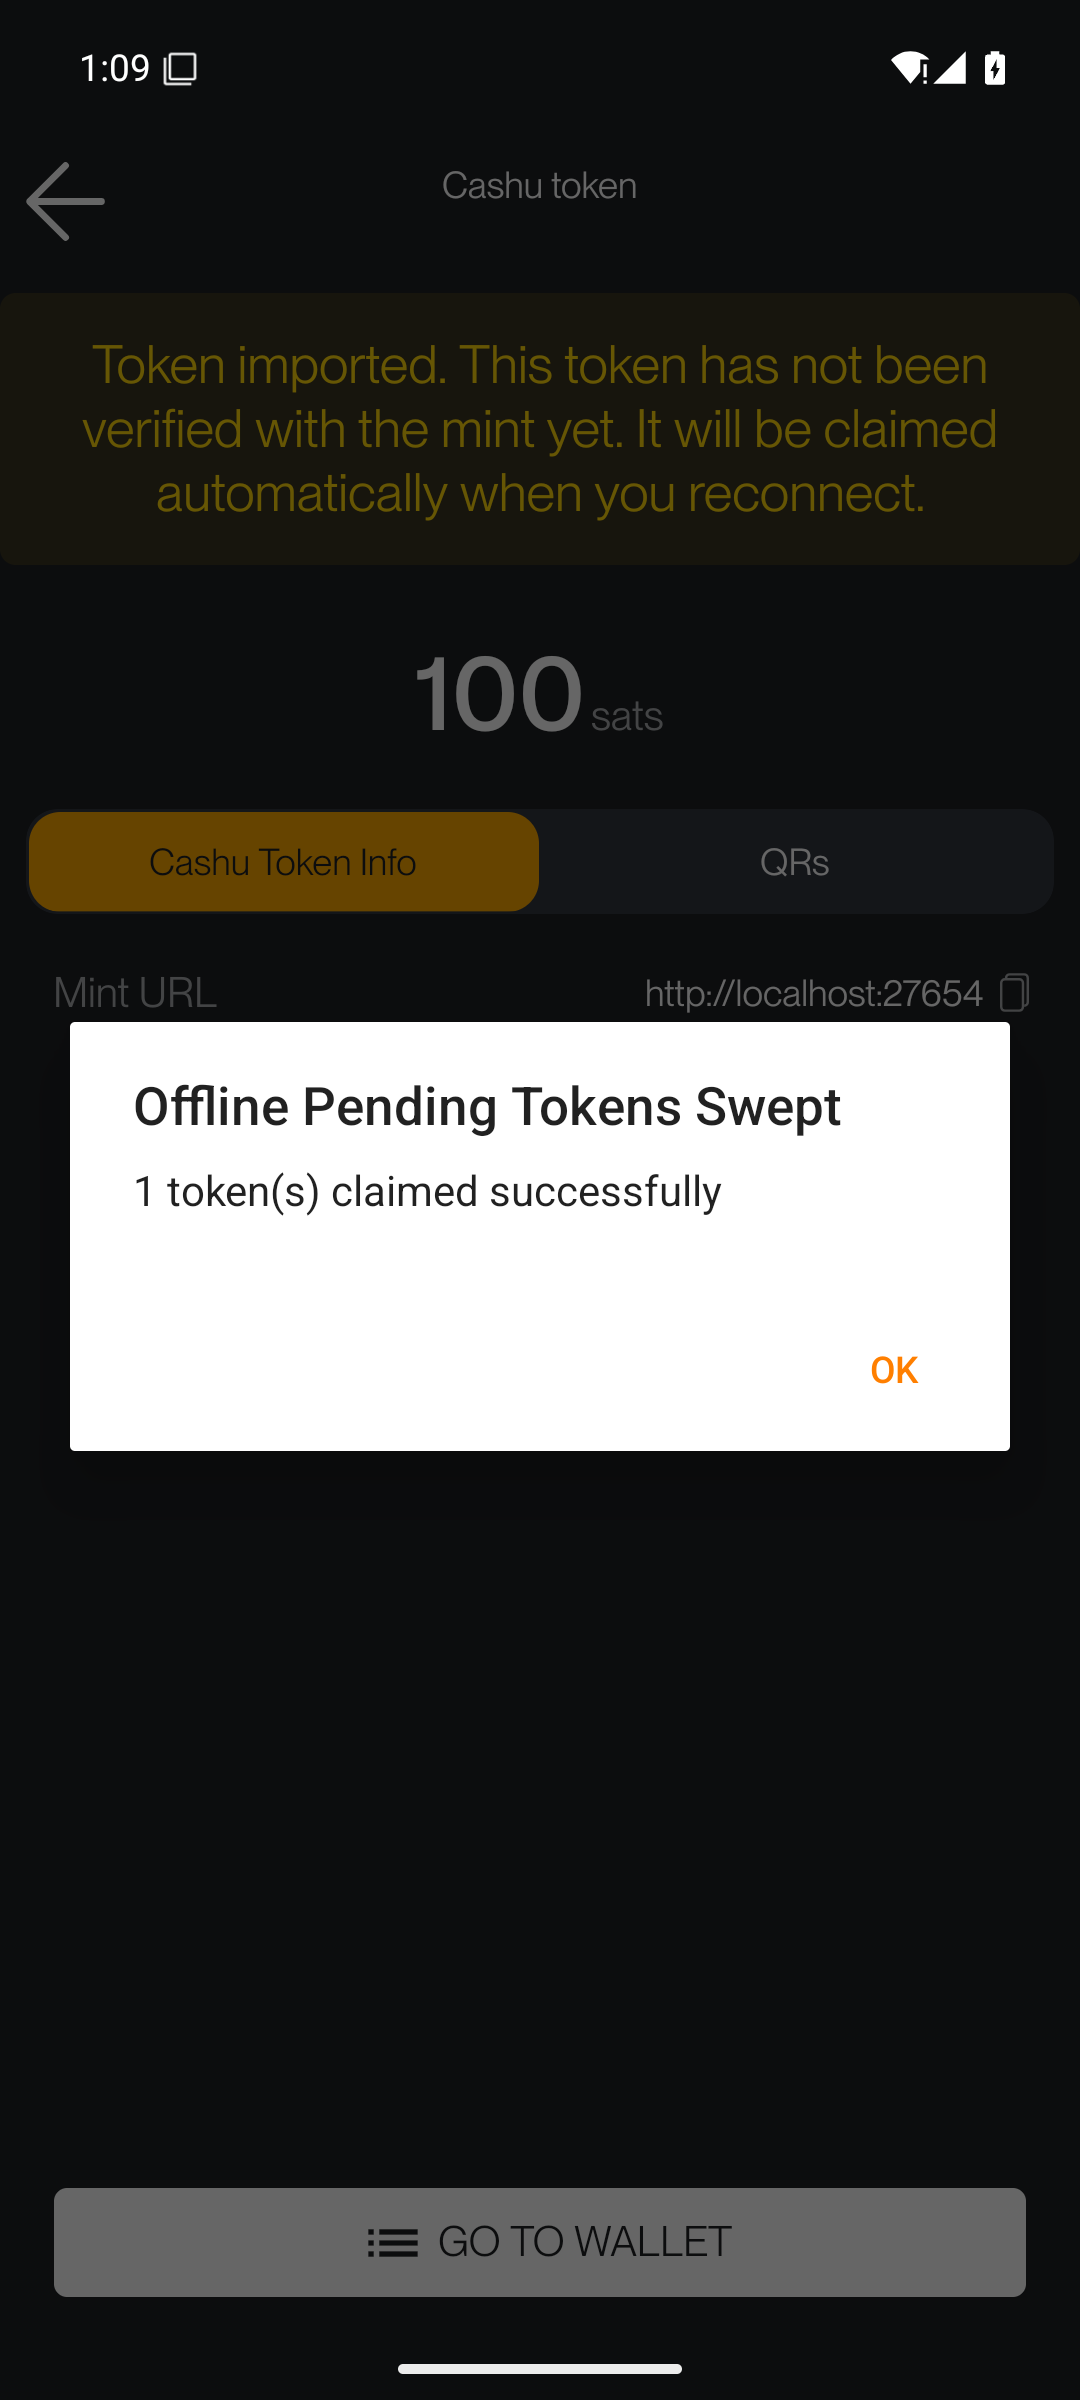 1:09
Cashu token
Token imported. This token has not been
verified with the mint yet. It will be claimed
automatically when you reconnect.
100 sats
Cashu Token Info
QRs
Mint URL
http://localhost:27654
Offline Pending Tokens Swept
1 token(s) claimed successfully
OK
GO TO WALLET